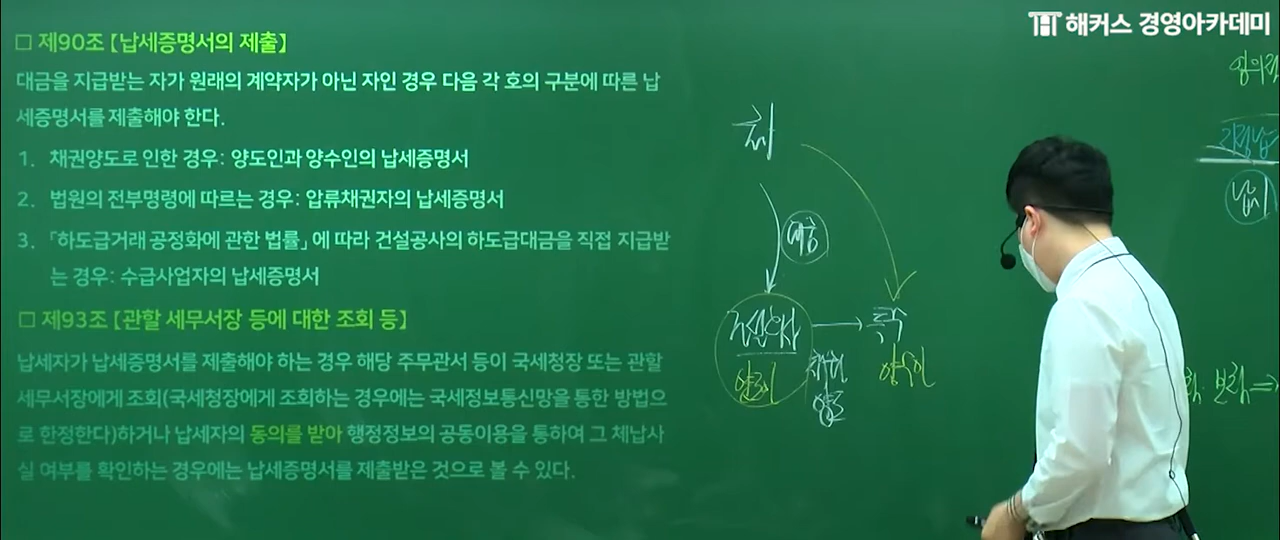 해커스 경영아카데미
□ 제90조 【납세증명서의 제출】
대금을 지급받는 자가 원래의 계약자가 아닌 자인 경우 다음 각 호의 구분에 따른 납
세증명서를 제출해야 한다.
1. 채권양도로 인한 경우: 양도인과 양수인의 납세증명서
2. 법원의 전부명령에 따르는 경우: 압류채권자의 납세증명서
3. 「하도급거래 공정화에 관한 법률」에 따라 건설공사의 하도급대금을 직접 지급받
는 경우: 수급사업자의 납세증명서
□ 제93조 【관할 세무서장 등에 대한 조회 등】
납세자가 납세증명서를 제출해야 하는 경우 해당 주무관서 등이 국세청장 또는 관할
세무서장에게 조회(국세청장에게 조회하는 경우에는 국세정보통신망을 통한 방법으
로 한정한다)하거나 납세자의 동의를 받아 행정정보의 공동이용을 통하여 그 체납사
실 여부를 확인하는 경우에는 납세증명서를 제출받은 것으로 볼 수 있다.
대금
건설회사
양도인
채권
양도
양수인